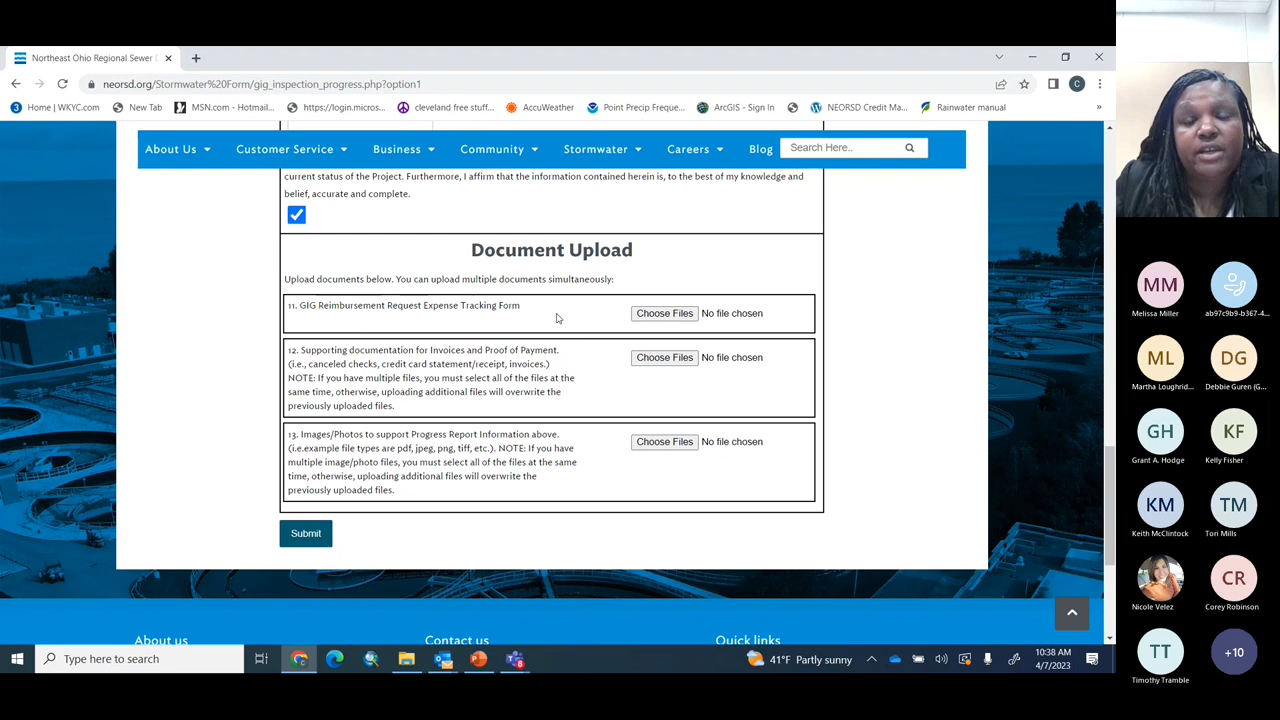 Northeast Ohio Regional Sewer D
neorsd.org/Stormwater%20Form/gig_inspection_progress.php?option1
C
Home | WKYC.com
New Tab
MSN.com - Hotmail...
https://login.micros...
cleveland free stuff...
AccuWeather
Point Precip Freque...
ArcGIS - Sign In
NEORSD Credit Ma...
Rainwater manual
»
About Us
Customer Service
Business
Community
Stormwater
Careers
Blog
Search Here..
current status of the Project. Furthermore, I affirm that the information contained herein is, to the best of my knowledge and
belief, accurate and complete.
Document Upload
Upload documents below. You can upload multiple documents simultaneously:
11. GIG Reimbursement Request Expense Tracking Form
Choose Files No file chosen
12. Supporting documentation for Invoices and Proof of Payment.
(i.e., canceled checks, credit card statement/receipt, invoices.)
NOTE: If you have multiple files, you must select all of the files at the
same time, otherwise, uploading additional files will overwrite the
previously uploaded files.
Choose Files No file chosen
13. Images/Photos to support Progress Report Information above.
(i.e.example file types are pdf, jpeg, png, tiff, etc.). NOTE: If you have
multiple image/photo files, you must select all of the files at the same
time, otherwise, uploading additional files will overwrite the
previously uploaded files.
Choose Files No file chosen
Submit
About us
Contact us
Quick links
Type here to search
41°F Partly sunny
10:38 AM
4/7/2023
MM
Melissa Miller
ab97c9b9-b367-4...
ML
Martha Loughrid...
DG
Debbie Guren (G...
GH
Grant A. Hodge
KF
Kelly Fisher
KM
Keith McClintock
TM
Tori Mills
Nicole Velez
CR
Corey Robinson
TT
Timothy Tramble
+10